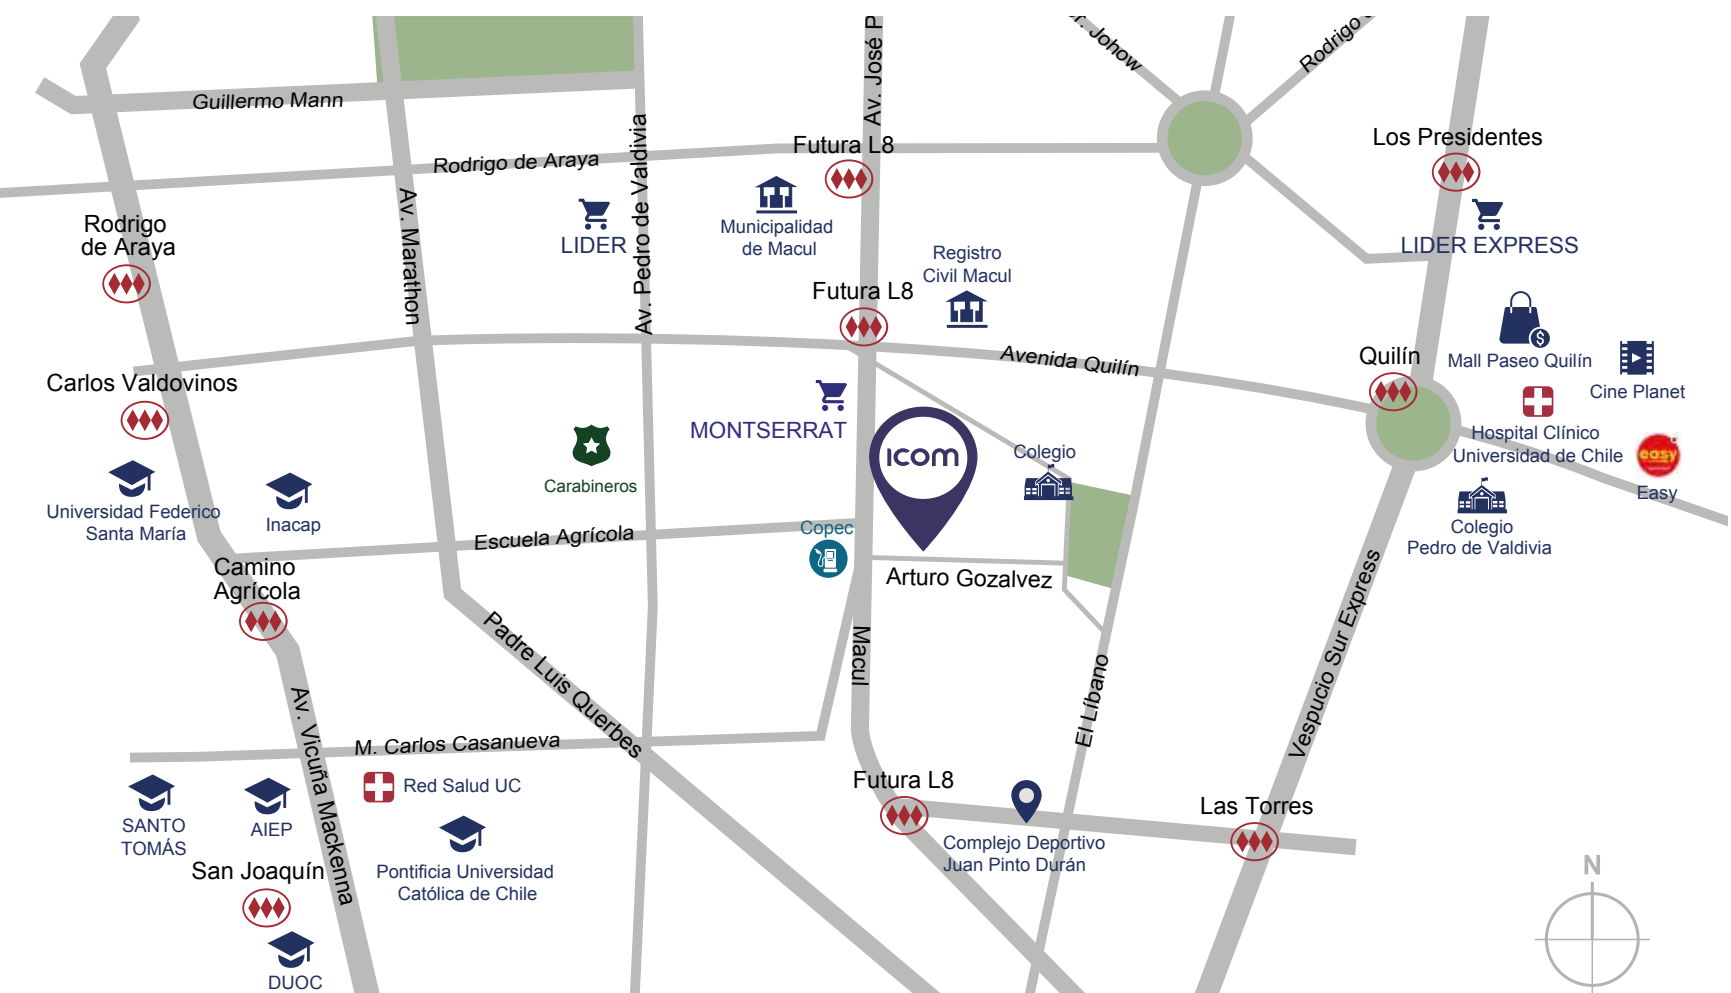 Av. José P
r. Johow
Rodrigo
Guillermo Mann
Rodrigo de Araya
Futura L8
Los Presidentes
Av. Pedro de Valdivia
Av. Marathon
Rodrigo
de Araya
LIDER
Municipalidad
de Macul
Registro
Civil Macul
LIDER EXPRESS
Futura L8
Avenida Quilín
Quilín
$
Mall Paseo Quilín
Cine Planet
Carlos Valdovinos
MONTSERRAT
icom
Colegio
Hospital Clínico
Universidad de Chile
easy
Easy
Carabineros
Universidad Federico
Santa María
Inacap
Escuela Agrícola
Copec
Colegio
Pedro de Valdivia
Camino
Agrícola
Arturo Gozalvez
Padre Luis Querbes
Macul
El Líbano
Vespucio Sur Express
Av. Vicuña Mackenna
M. Carlos Casanueva
Red Salud UC
SANTO
TOMÁS
AIEP
Futura L8
Las Torres
Complejo Deportivo
Juan Pinto Durán
San Joaquín
Pontificia Universidad
Católica de Chile
DUOC
N